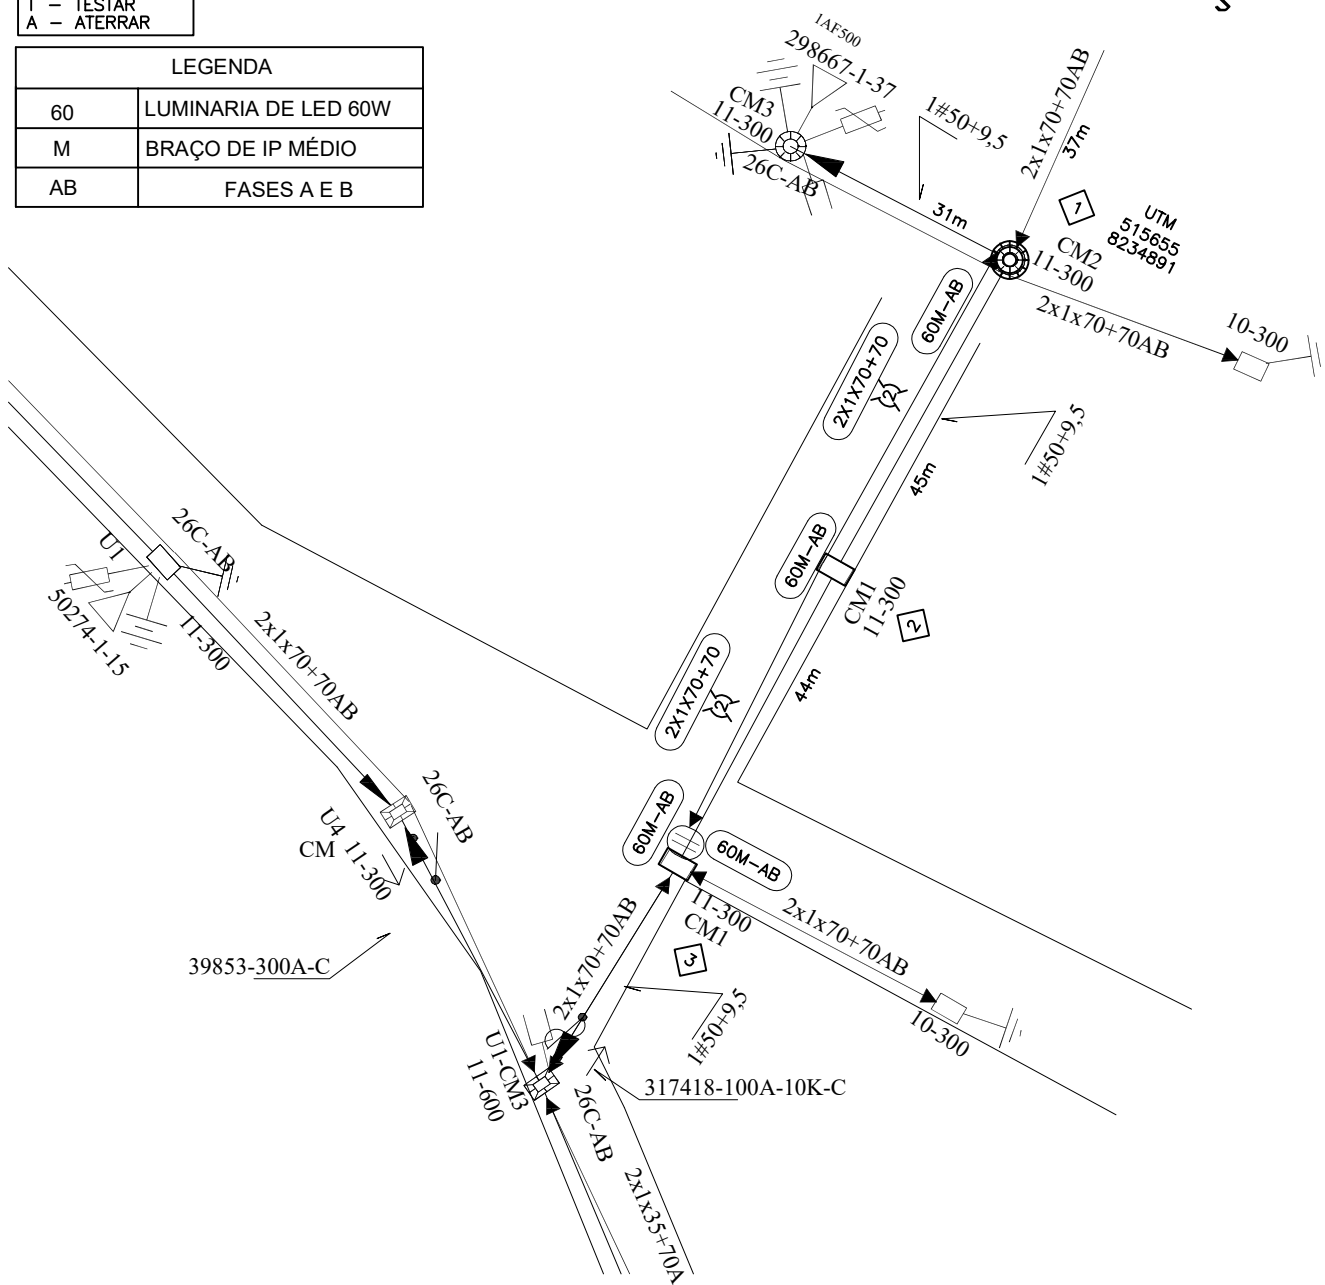 T – TESTAR
A – ATERRAR
LEGENDA
60 LUMINARIA DE LED 60W
M BRAÇO DE IP MÉDIO
AB FASES A E B
1AF500
298667-1-37
CM3
11-300
26C-AB
1#50+9,5
31m
2x1x70+70AB
37m
1
UTM
515655
8234891
CM2
11-300
2x1x70+70AB
10-300
60M-AB
2X1X70+70
2
1#50+9,5
45m
60M-AB
CM1
11-300
2
44m
2X1X70+70
2
26C-AB
U1
50274-1-15
11-300
2x1x70+70AB
26C-AB
U4
CM
11-300
39853-300A-C
60M-AB
60M-AB
11-300
CM1
2x1x70+70AB
10-300
3
2x1x70+70AB
1#50+9,5
U1-CM3
11-600
26C-AB
317418-100A-10K-C
2x1x35+70A